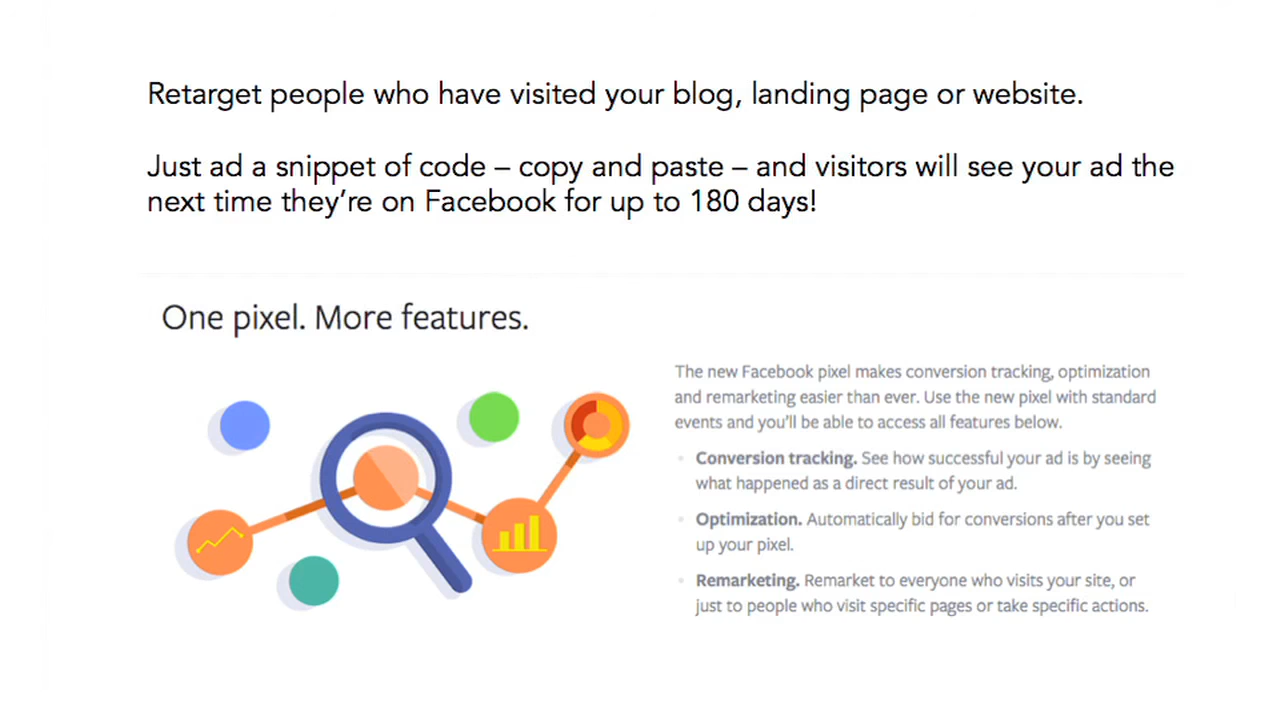 Retarget people who have visited your blog, landing page or website.
Just ad a snippet of code – copy and paste – and visitors will see your ad the
next time they’re on Facebook for up to 180 days!
One pixel. More features.
The new Facebook pixel makes conversion tracking, optimization
and remarketing easier than ever. Use the new pixel with standard
events and you'll be able to access all features below.
Conversion tracking. See how successful your ad is by seeing
what happened as a direct result of your ad.
Optimization. Automatically bid for conversions after you set
up your pixel.
Remarketing. Remarket to everyone who visits your site, or
just to people who visit specific pages or take specific actions.